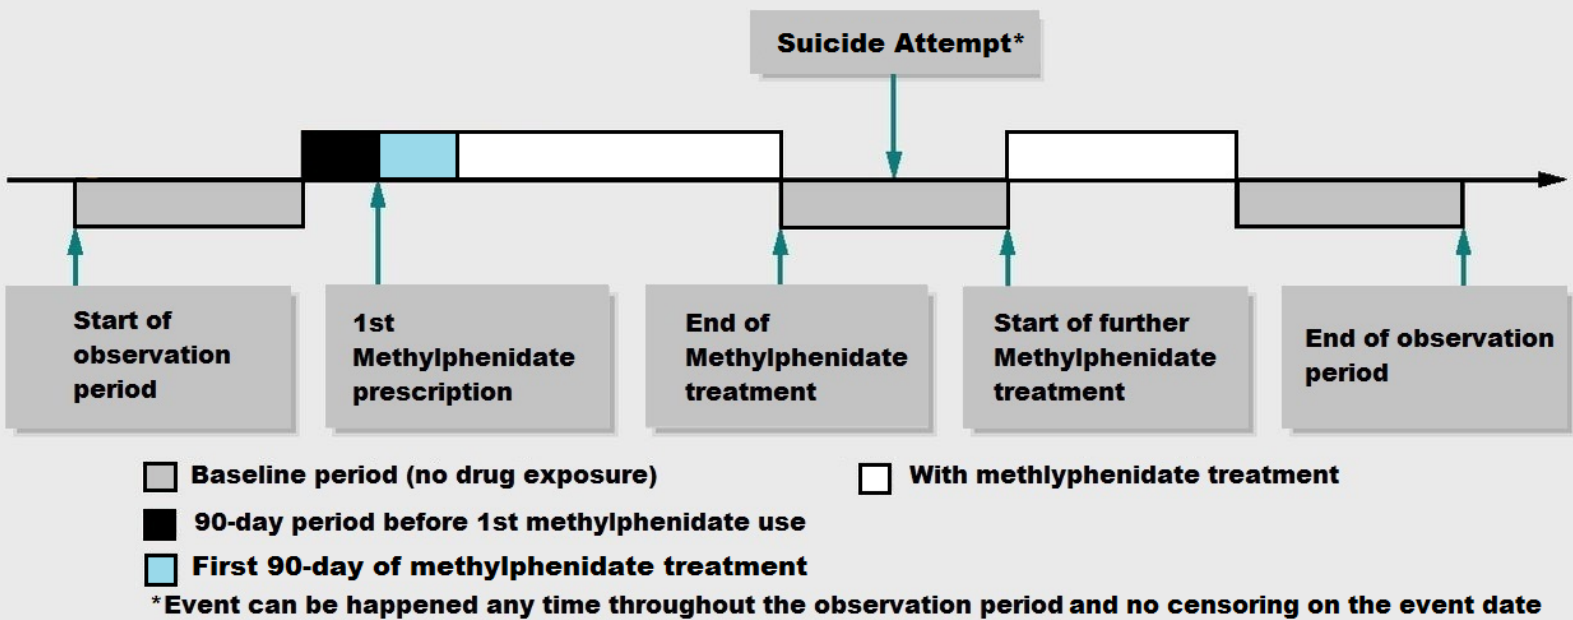 Suicide Attempt*
Start of
observation
period
1st
Methylphenidate
prescription
End of
Methylphenidate
treatment
Start of further
Methylphenidate
treatment
End of observation
period
Baseline period (no drug exposure)
With methlyphenidate treatment
90-day period before 1st methylphenidate use
First 90-day of methylphenidate treatment
*Event can be happened any time throughout the observation period and no censoring on the event date